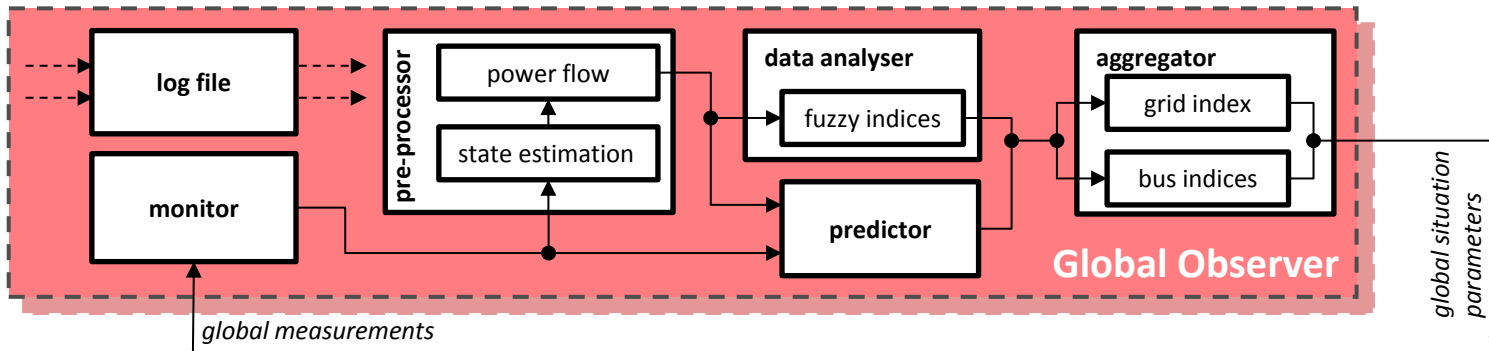 log file
monitor
global measurements
pre-processor
power flow
state estimation
data analyser
fuzzy indices
predictor
aggregator
grid index
bus indices
Global Observer
global situation
parameters